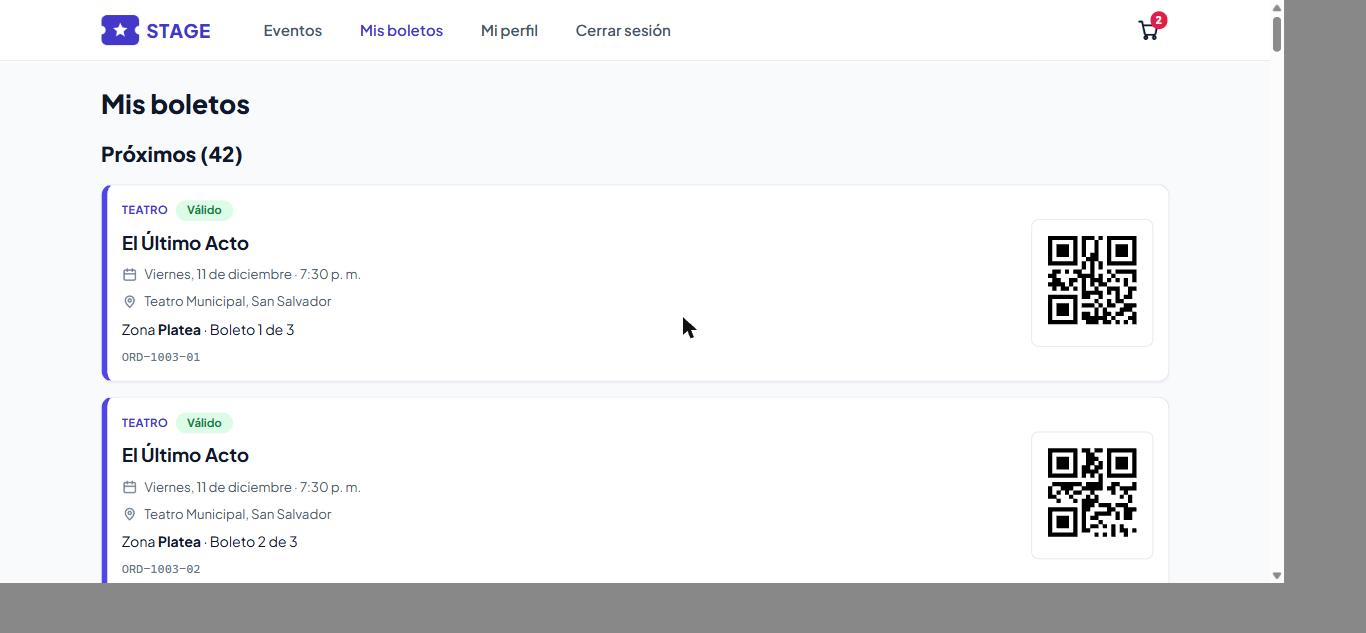 STAGE
Eventos
Mis boletos
Mi perfil
Cerrar sesión
2
Mis boletos
Próximos (42)
TEATRO Válido
El Último Acto
Viernes, 11 de diciembre · 7:30 p. m.
Teatro Municipal, San Salvador
Zona Platea · Boleto 1 de 3
ORD-1003-01
TEATRO Válido
El Último Acto
Viernes, 11 de diciembre · 7:30 p. m.
Teatro Municipal, San Salvador
Zona Platea · Boleto 2 de 3
ORD-1003-02